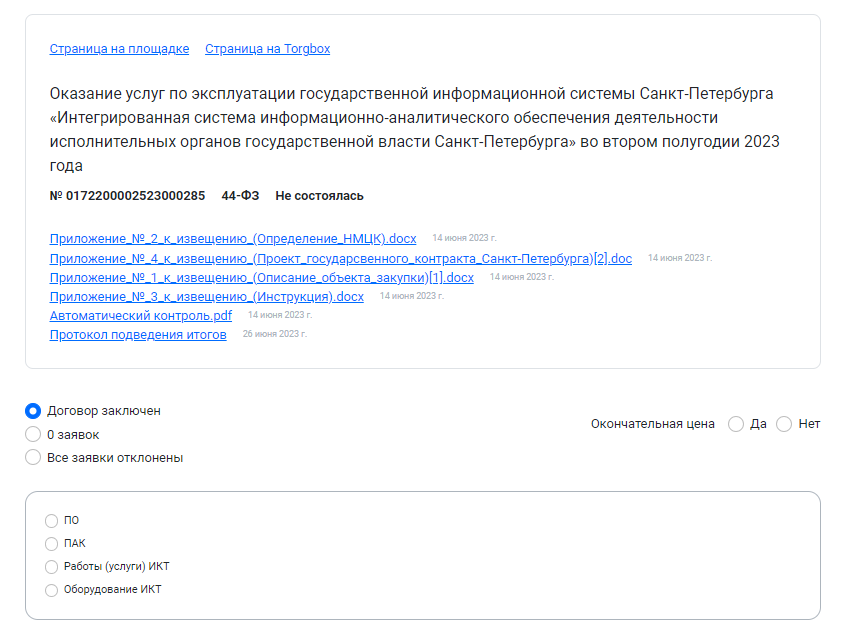 Страница на площадке Страница на Torgbox
Оказание услуг по эксплуатации государственной информационной системы Санкт-Петербурга
«Интегрированная система информационно-аналитического обеспечения деятельности
исполнительных органов государственной власти Санкт-Петербурга» во втором полугодии 2023
года
№ 0172200002523000285 44-ФЗ Не состоялась
Приложение_№_2_к_извещению_(Определение_НМЦК).docx 14 июня 2023 г.
Приложение_№_4_к_извещению_(Проект_государсвенного_контракта_Санкт-Петербурга)[2].doc 14 июня 2023 г.
Приложение_№_1_к_извещению_(Описание_объекта_закупки)[1].docx 14 июня 2023 г.
Приложение_№_3_к_извещению_(Инструкция).docx 14 июня 2023 г.
Автоматический контроль.pdf 14 июня 2023 г.
Протокол подведения итогов 26 июня 2023 г.
Договор заключен
0 заявок
Все заявки отклонены
Окончательная цена Да Нет
ПО
ПАК
Работы (услуги) ИКТ
Оборудование ИКТ